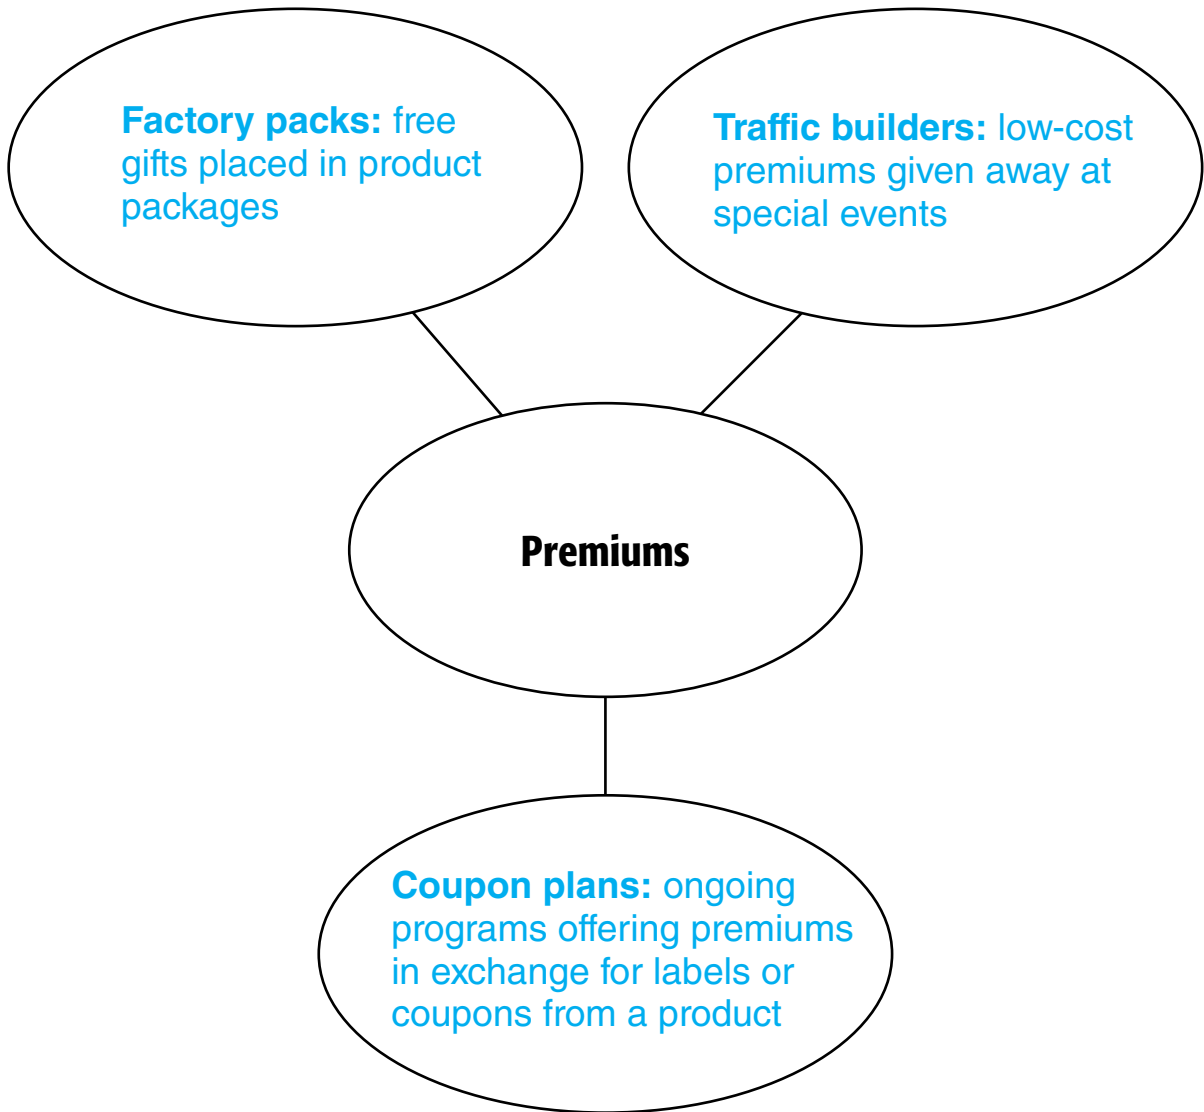 Factory packs: free
gifts placed in product
packages
Traffic builders: low-cost
premiums given away at
special events
Premiums
Coupon plans: ongoing
programs offering premiums
in exchange for labels or
coupons from a product